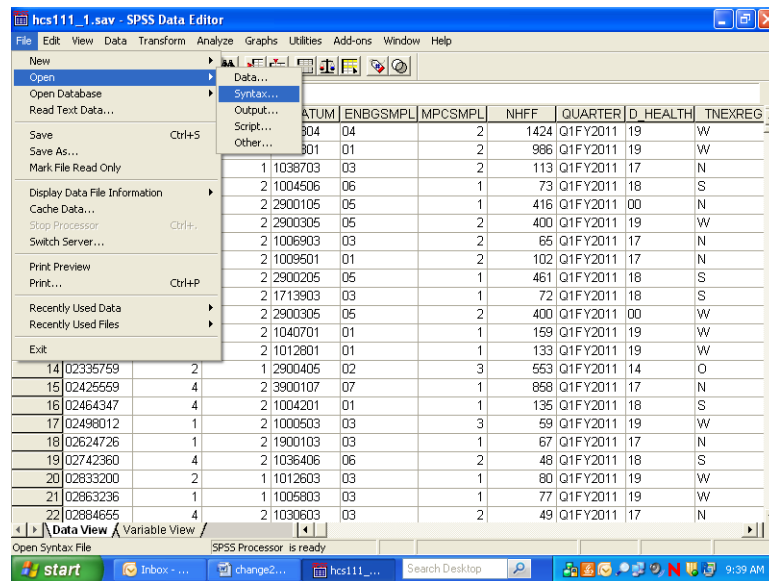 hcs111_1.sav - SPSS Data Editor
File Edit View Data Transform Analyze Graphs Utilities Add-ons Window Help
New
Open
Open Database
Read Text Data...
Save Ctrl+S
Save As...
Mark File Read Only
Display Data File Information
Cache Data...
Stop Processor Ctrl+.
Switch Server...
Print Preview
Print... Ctrl+P
Recently Used Data
Recently Used Files
Exit
Data...
Syntax...
Output...
Script...
Other...
ATUM ENBGSMPL MPCSMPL NHFF QUARTER D_HEALTH TNEXREG
804 04 2 1424 Q1FY2011 19 W
801 01 2 986 Q1FY2011 19 W
1 1038703 03 2 113 Q1FY2011 17 N
2 1004506 06 1 73 Q1FY2011 18 S
2 2900105 05 1 416 Q1FY2011 00 N
2 2900305 05 2 400 Q1FY2011 19 W
2 1006903 03 2 65 Q1FY2011 17 N
2 1009501 01 2 102 Q1FY2011 17 N
2 2900205 05 1 461 Q1FY2011 18 S
2 1713903 03 1 72 Q1FY2011 18 S
2 2900305 05 2 400 Q1FY2011 00 W
2 1040701 01 1 159 Q1FY2011 19 W
2 1012801 01 1 133 Q1FY2011 19 W
14 02335759 2 1 2900402 02 3 553 Q1FY2011 14 O
15 02425559 4 2 3900107 07 1 858 Q1FY2011 17 N
16 02464347 4 2 1004201 01 1 135 Q1FY2011 18 S
17 02498012 1 2 1000503 03 3 59 Q1FY2011 19 W
18 02624726 1 2 1900103 03 1 67 Q1FY2011 17 N
19 02742360 4 2 1036406 06 2 48 Q1FY2011 18 S
20 02833200 2 1 1012603 03 1 80 Q1FY2011 19 W
21 02863236 1 1 1005803 03 1 77 Q1FY2011 19 W
22 02884655 4 2 1030603 03 2 49 Q1FY2011 17 N
Data View Variable View
Open Syntax File SPSS Processor is ready
start Inbox - ... change2... hcs111_... Search Desktop 9:39 AM